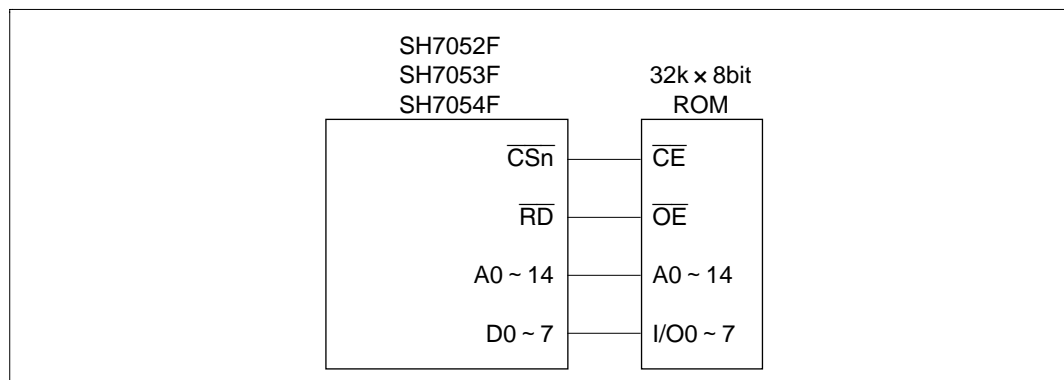 SH7052F
SH7053F
SH7054F
32k × 8bit
ROM
CSn
CE
RD
OE
A0 ~ 14
A0 ~ 14
D0 ~ 7
I/O0 ~ 7